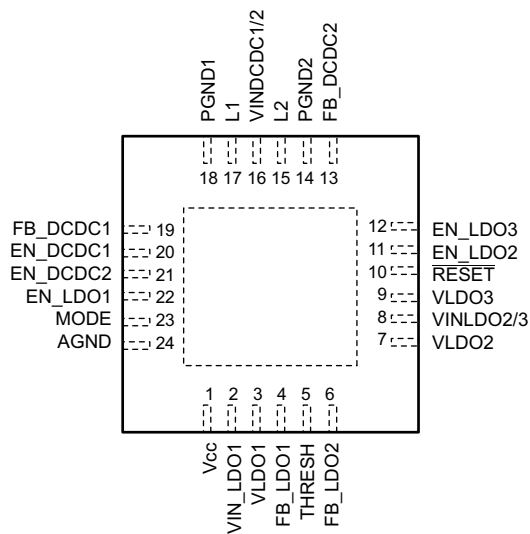 PGND1
L1
VINDCDC1/2
L2
PGND2
FB_DCDC2
18 17 16 15 14 13
FB_DCDC1 19
EN_DCDC1 20
EN_DCDC2 21
EN_LDO1 22
MODE 23
AGND 24
12 EN_LDO3
11 EN_LDO2
10 RESET
9 VLDO3
8 VINLDO2/3
7 VLDO2
1 2 3 4 5 6
Vcc
VIN_LDO1
VLDO1
FB_LDO1
THRESH
FB_LDO2